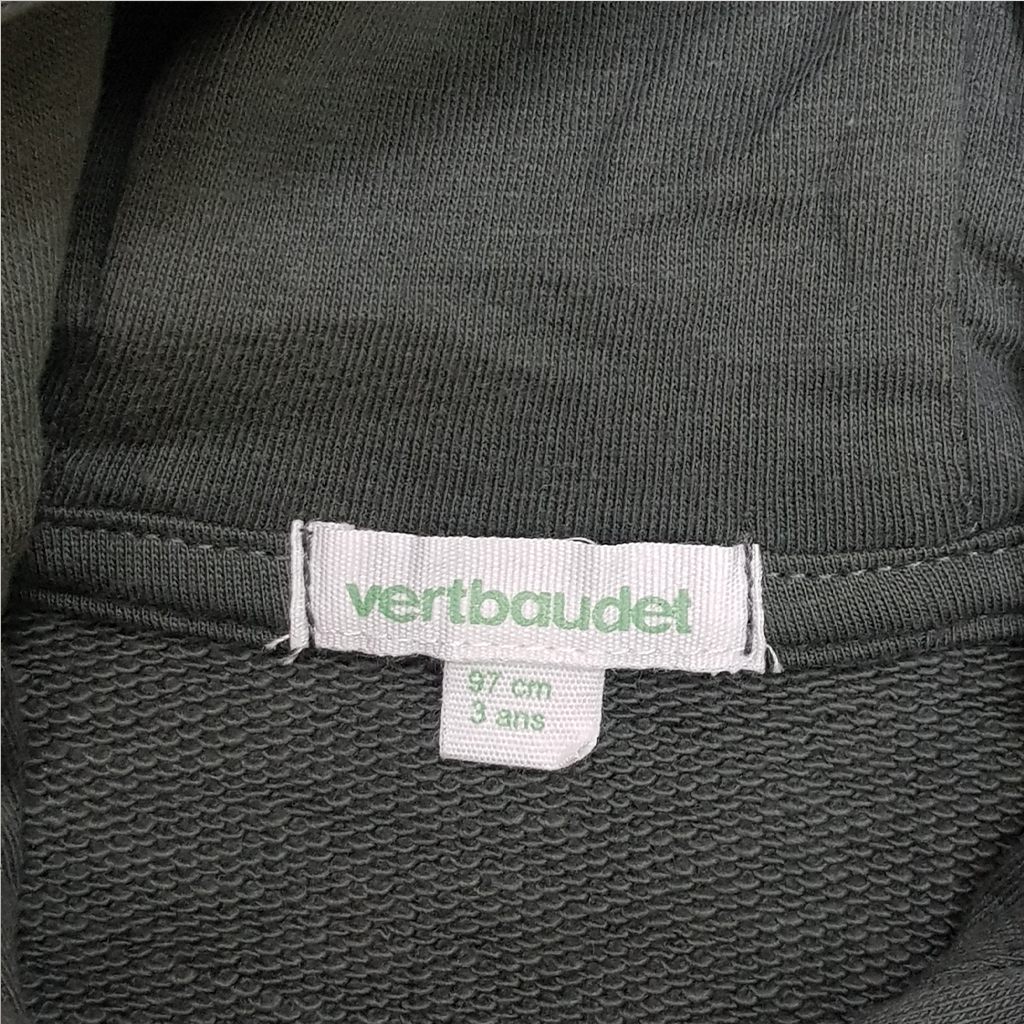 vertbaudet
97 cm
3 ans